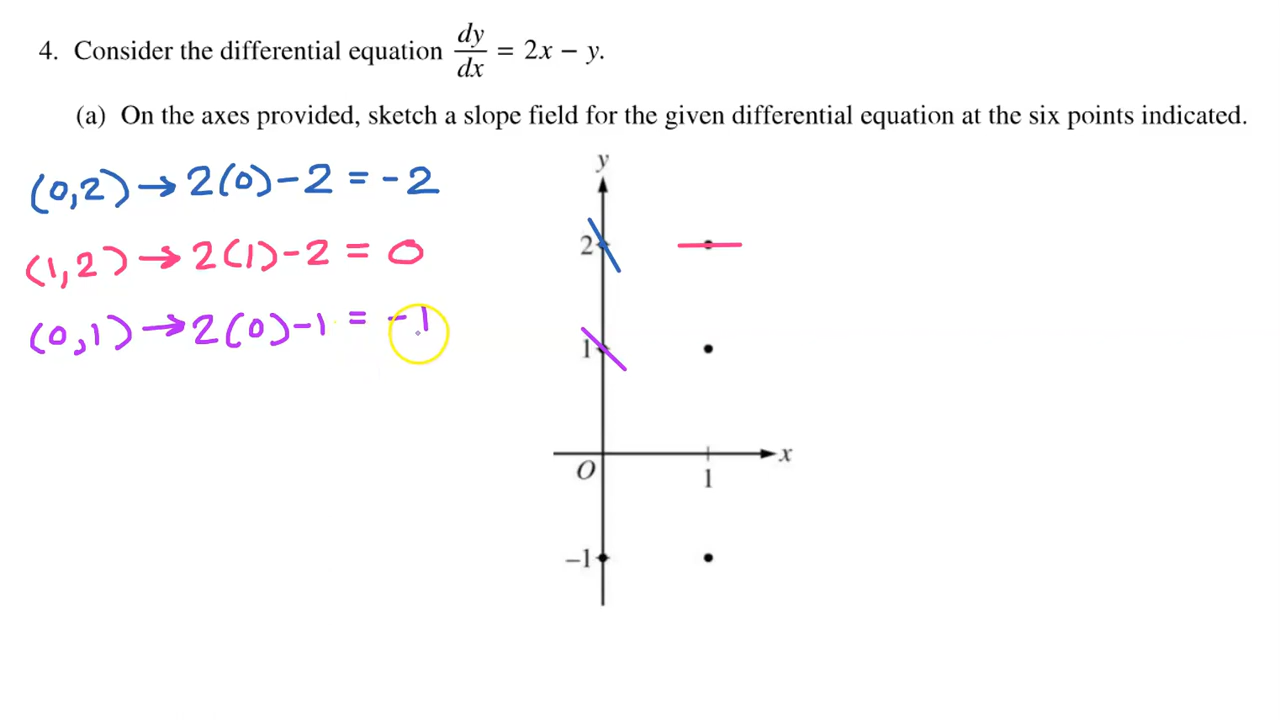 4. Consider the differential equation dy/dx = 2x − y.
(a) On the axes provided, sketch a slope field for the given differential equation at the six points indicated.
(0,2) → 2(0)-2 = -2
(1,2) → 2(1)-2 = 0
(0,1) → 2(0)-1 = -1
y
2
1
O
x
1
−1